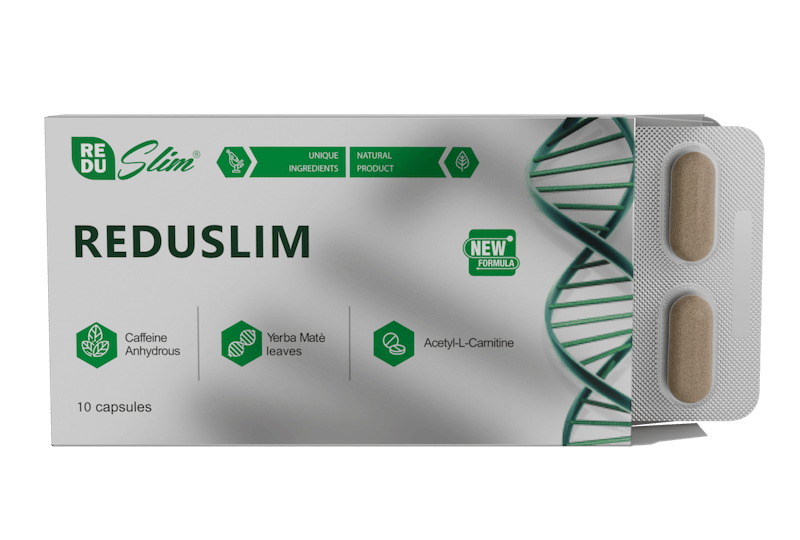 RE
DU
Slim®
UNIQUE
INGREDIENTS
NATURAL
PRODUCT
REDUSLIM
NEW
FORMULA
Caffeine
Anhydrous
Yerba Matè
leaves
Acetyl-L-Carnitine
10 capsules